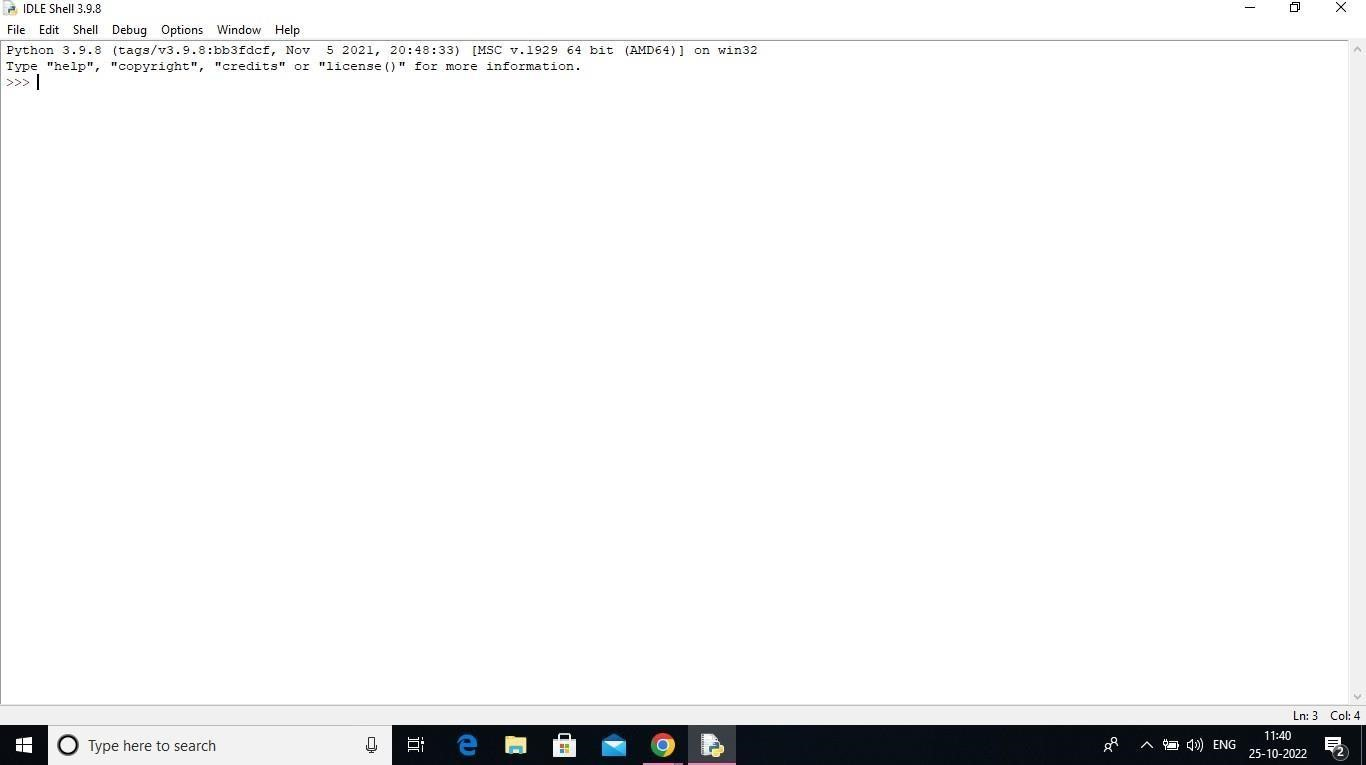 IDLE Shell 3.9.8
File Edit Shell Debug Options Window Help
Python 3.9.8 (tags/v3.9.8:bb3fdcf, Nov  5 2021, 20:48:33) [MSC v.1929 64 bit (AMD64)] on win32
Type "help", "copyright", "credits" or "license()" for more information.
>>>
Ln: 3 Col: 4
Type here to search
ENG
11:40
25-10-2022
2